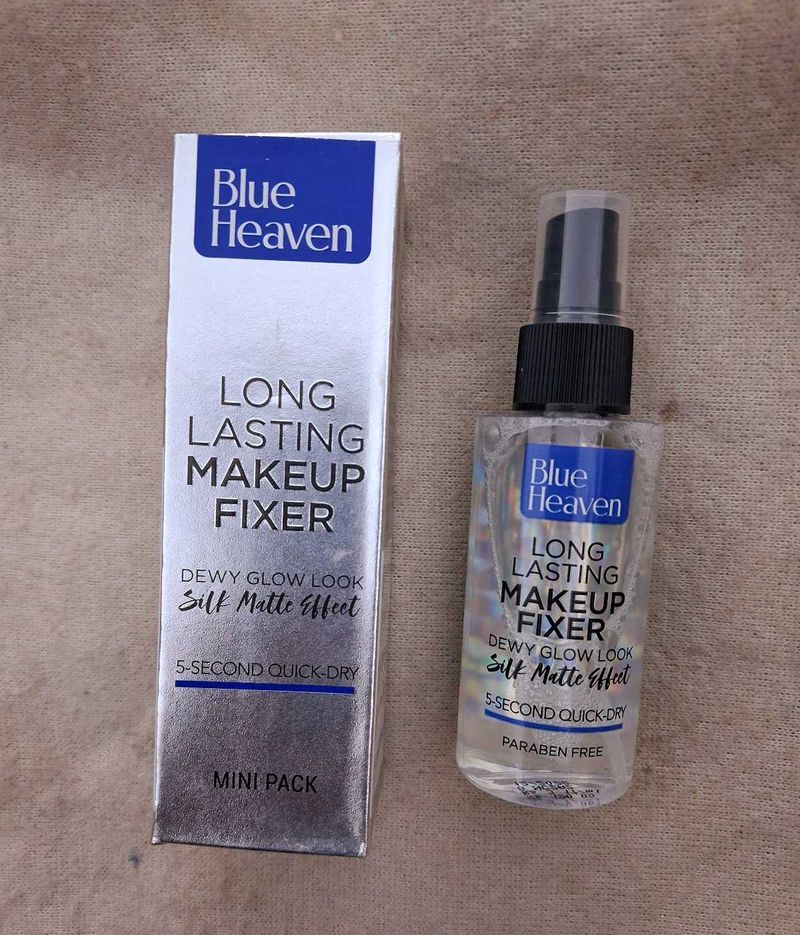 Blue
Heaven
LONG
LASTING
MAKEUP
FIXER
DEWY GLOW LOOK
Silk Matte Effect
5-SECOND QUICK-DRY
MINI PACK
Blue
Heaven
LONG
LASTING
MAKEUP
FIXER
DEWY GLOW LOOK
Silk Matte Effect
5-SECOND QUICK-DRY
PARABEN FREE